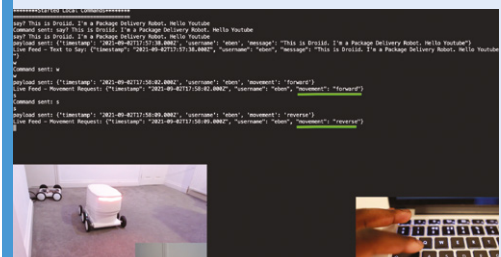 ********Started Local Commands********
say? This is Droiid. I'm a Package Delivery Robot. Hello Youtube
Command sent: say? This is Droiid. I'm a Package Delivery Robot. Hello Youtube
say? This is Droiid. I'm a Package Delivery Robot. Hello Youtube
payload sent: {'timestamp': '2021-09-02T17:57:38.000Z', 'username': 'eben', 'message': "This is Droiid. I'm a Package Delivery Robot. Hello Youtube"}
Live Feed - Text to Say: {"timestamp": "2021-09-02T17:57:38.000Z", "username": "eben", "message": "This is Droiid. I'm a Package Delivery Robot. Hello Youtube
"}
Command sent: w
w
payload sent: {'timestamp': '2021-09-02T17:58:02.000Z', 'username': 'eben', 'movement': 'forward'}
Live Feed - Movement Request: {"timestamp": "2021-09-02T17:58:02.000Z", "username": "eben", "movement": "forward"}
s
Command sent: s
s
payload sent: {'timestamp': '2021-09-02T17:58:09.000Z', 'username': 'eben', 'movement': 'reverse'}
Live Feed - Movement Request: {"timestamp": "2021-09-02T17:58:09.000Z", "username": "eben", "movement": "reverse"}